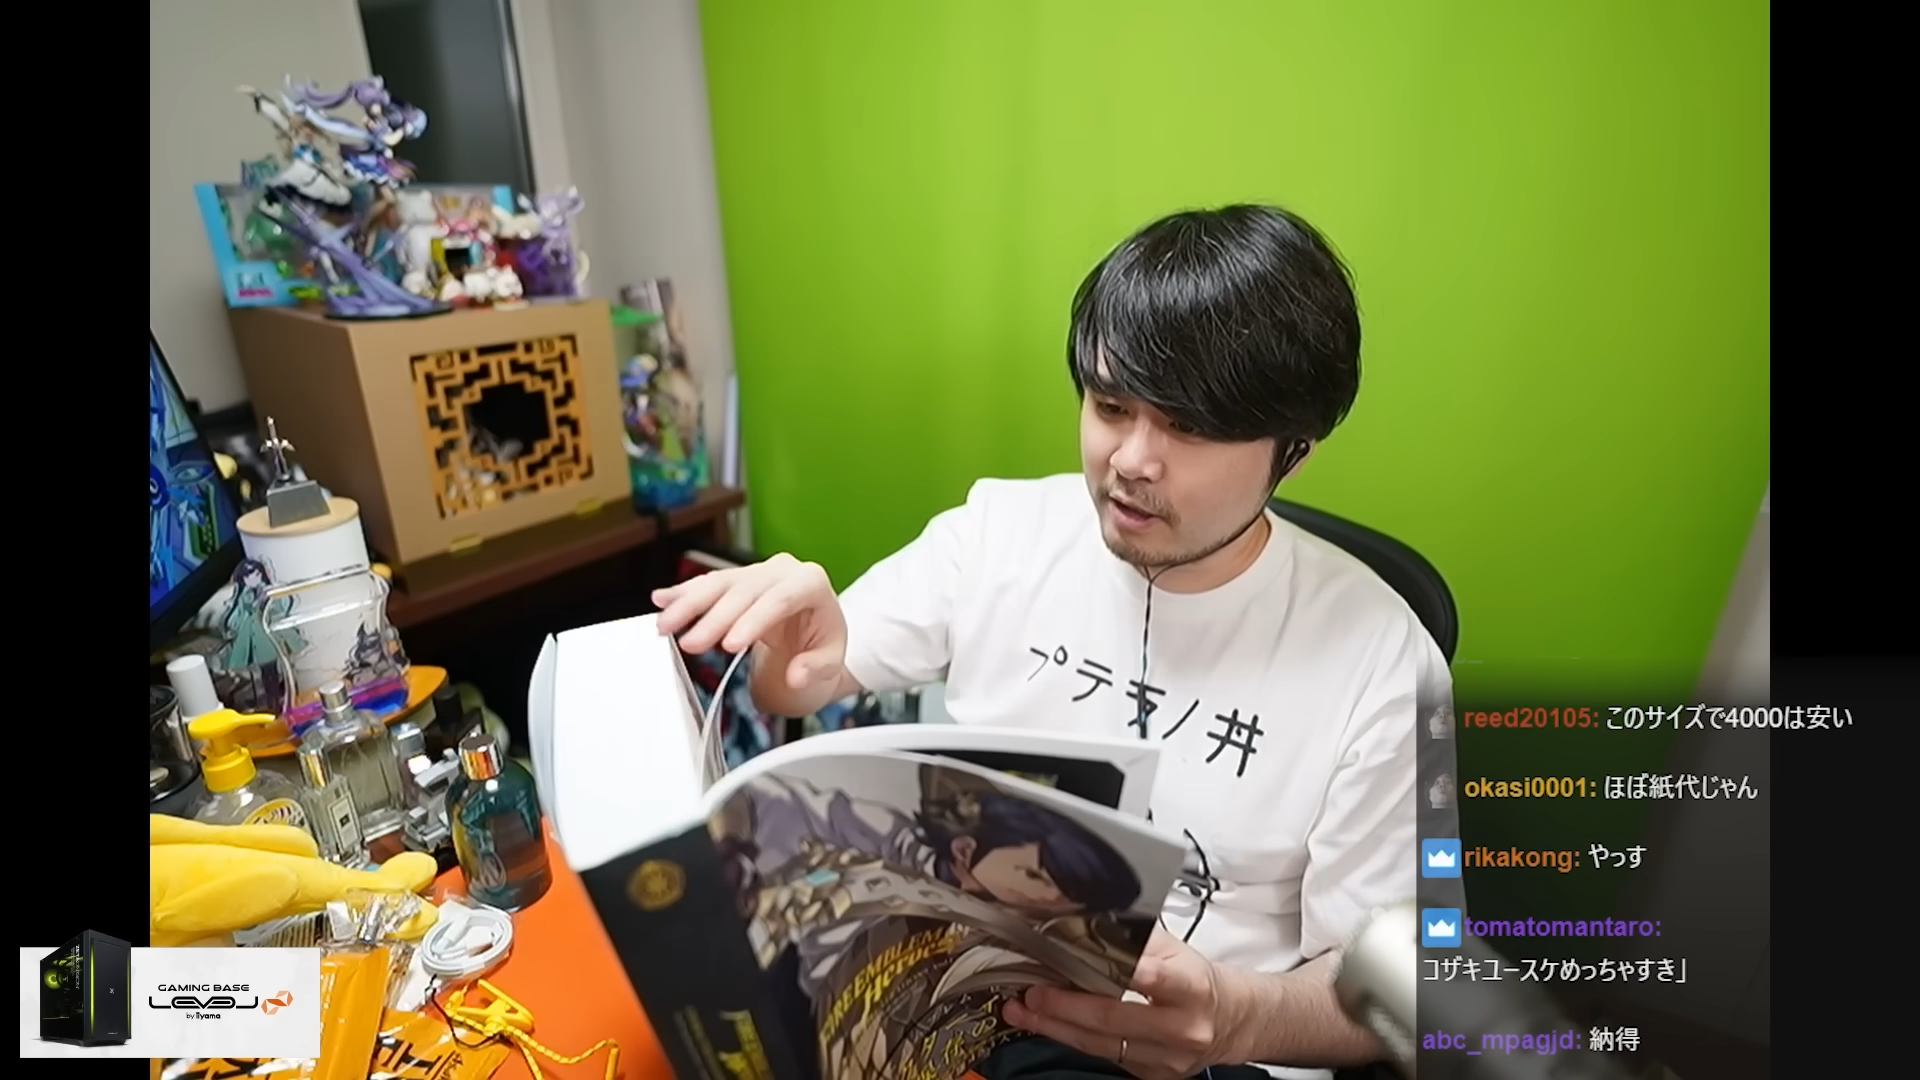 プテラノ丼
FIRE EMBLEM
Heroes
GAMING BASE
LEVEL∞
by iiyama
reed20105: このサイズで4000は安い
okasi0001: ほぼ紙代じゃん
rikakong: やっす
tomatomantaro:
コザキユースケめっちゃすき」
abc_mpagjd: 納得